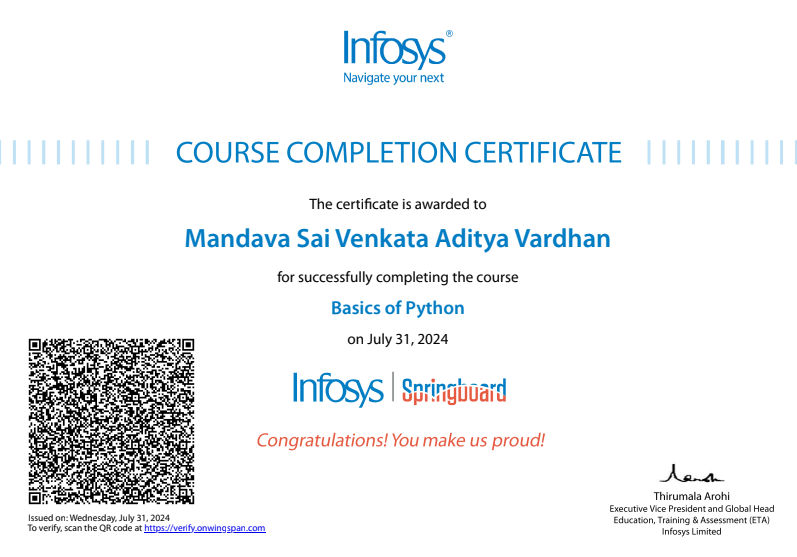 Infosys®
Navigate your next
COURSE COMPLETION CERTIFICATE
The certificate is awarded to
Mandava Sai Venkata Aditya Vardhan
for successfully completing the course
Basics of Python
on July 31, 2024
Infosys | Springboard
Congratulations! You make us proud!
Issued on: Wednesday, July 31, 2024
To verify, scan the QR code at https://verify.onwingspan.com
Thirumala Arohi
Executive Vice President and Global Head
Education, Training & Assessment (ETA)
Infosys Limited